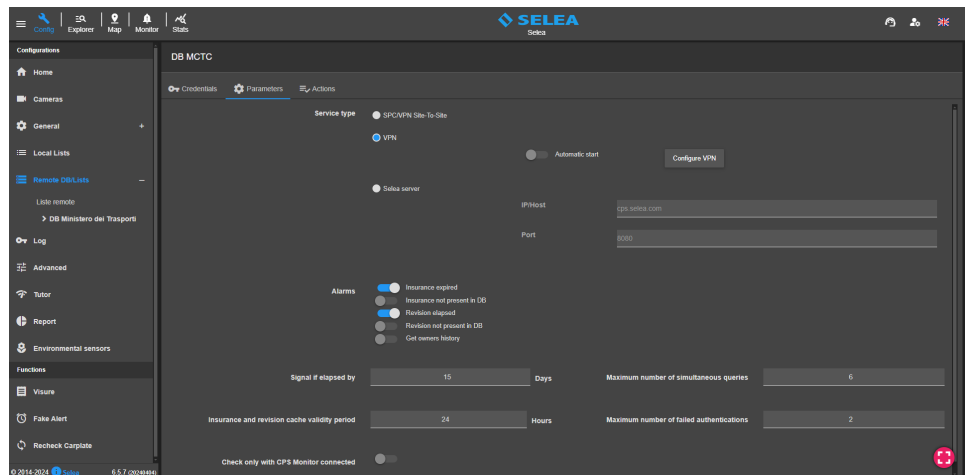 Config
Explorer
Map
Monitor
Stats
SELEA
Selea
Configurations
Home
Cameras
General +
Local Lists
Remote DB/Lists –
Liste remote
> DB Ministero dei Trasporti
Log
Advanced
Tutor
Report
Environmental sensors
Functions
Visure
Fake Alert
Recheck Carplate
© 2014-2024 Selea 6.5.7 (20240404)
DB MCTC
Credentials Parameters Actions
Service type SPC/VPN Site-To-Site
VPN
Automatic start Configure VPN
Selea server
IP/Host cps.selea.com
Port 8080
Alarms
Insurance expired
Insurance not present in DB
Revision elapsed
Revision not present in DB
Get owners history
Signal if elapsed by 15 Days Maximum number of simultaneous queries 6
Insurance and revision cache validity period 24 Hours Maximum number of failed authentications 2
Check only with CPS Monitor connected